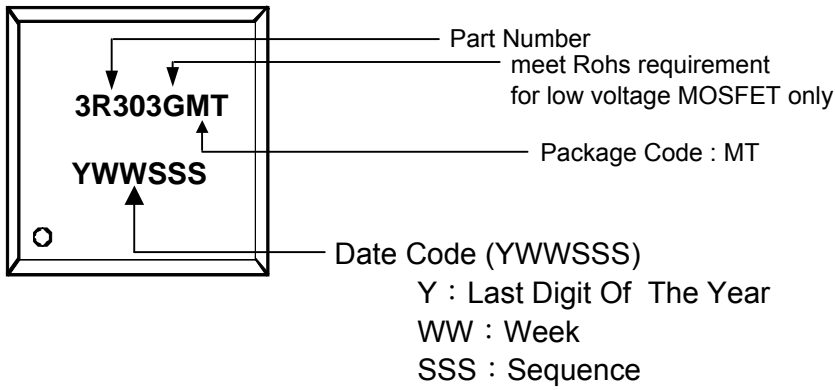 Part Number
meet Rohs requirement
for low voltage MOSFET only
3R303GMT
Package Code : MT
YWWSSS
Date Code (YWWSSS)
Y：Last Digit Of The Year
WW：Week
SSS：Sequence